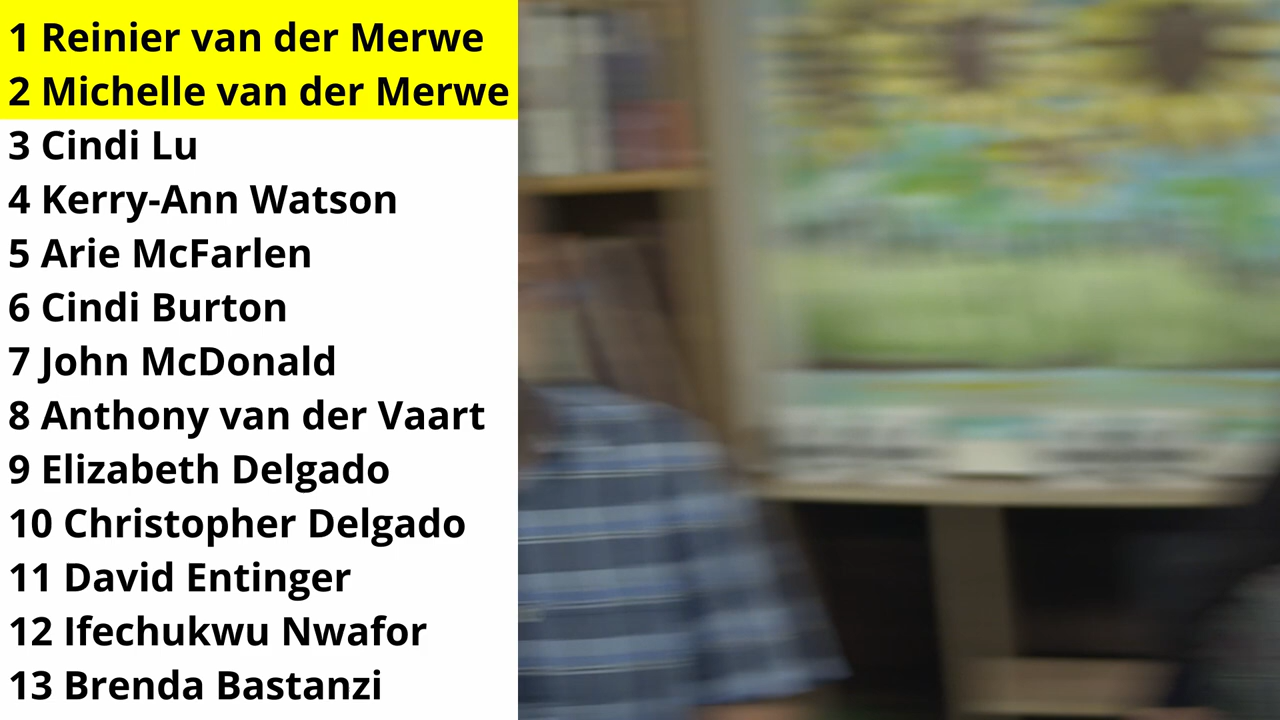 1 Reinier van der Merwe
2 Michelle van der Merwe
3 Cindi Lu
4 Kerry-Ann Watson
5 Arie McFarlen
6 Cindi Burton
7 John McDonald
8 Anthony van der Vaart
9 Elizabeth Delgado
10 Christopher Delgado
11 David Entinger
12 Ifechukwu Nwafor
13 Brenda Bastanzi